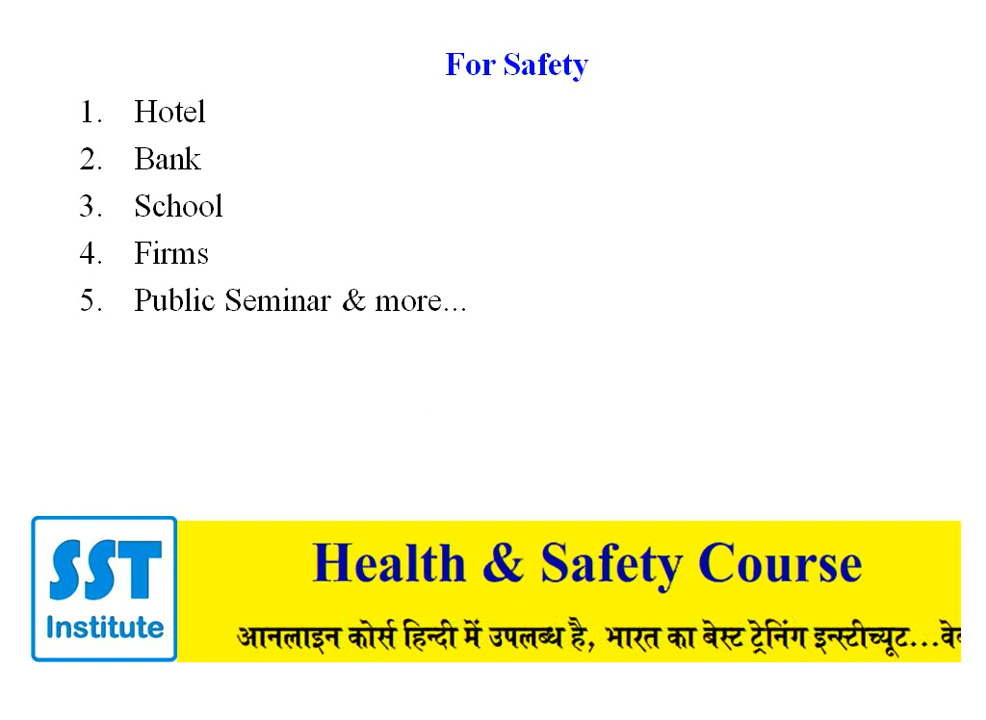 For Safety
1. Hotel
2. Bank
3. School
4. Firms
5. Public Seminar & more...
SST
Institute
Health & Safety Course
आनलाइन कोर्स हिन्दी में उपलब्ध है, भारत का बेस्ट ट्रेनिंग इन्स्टीच्यूट...